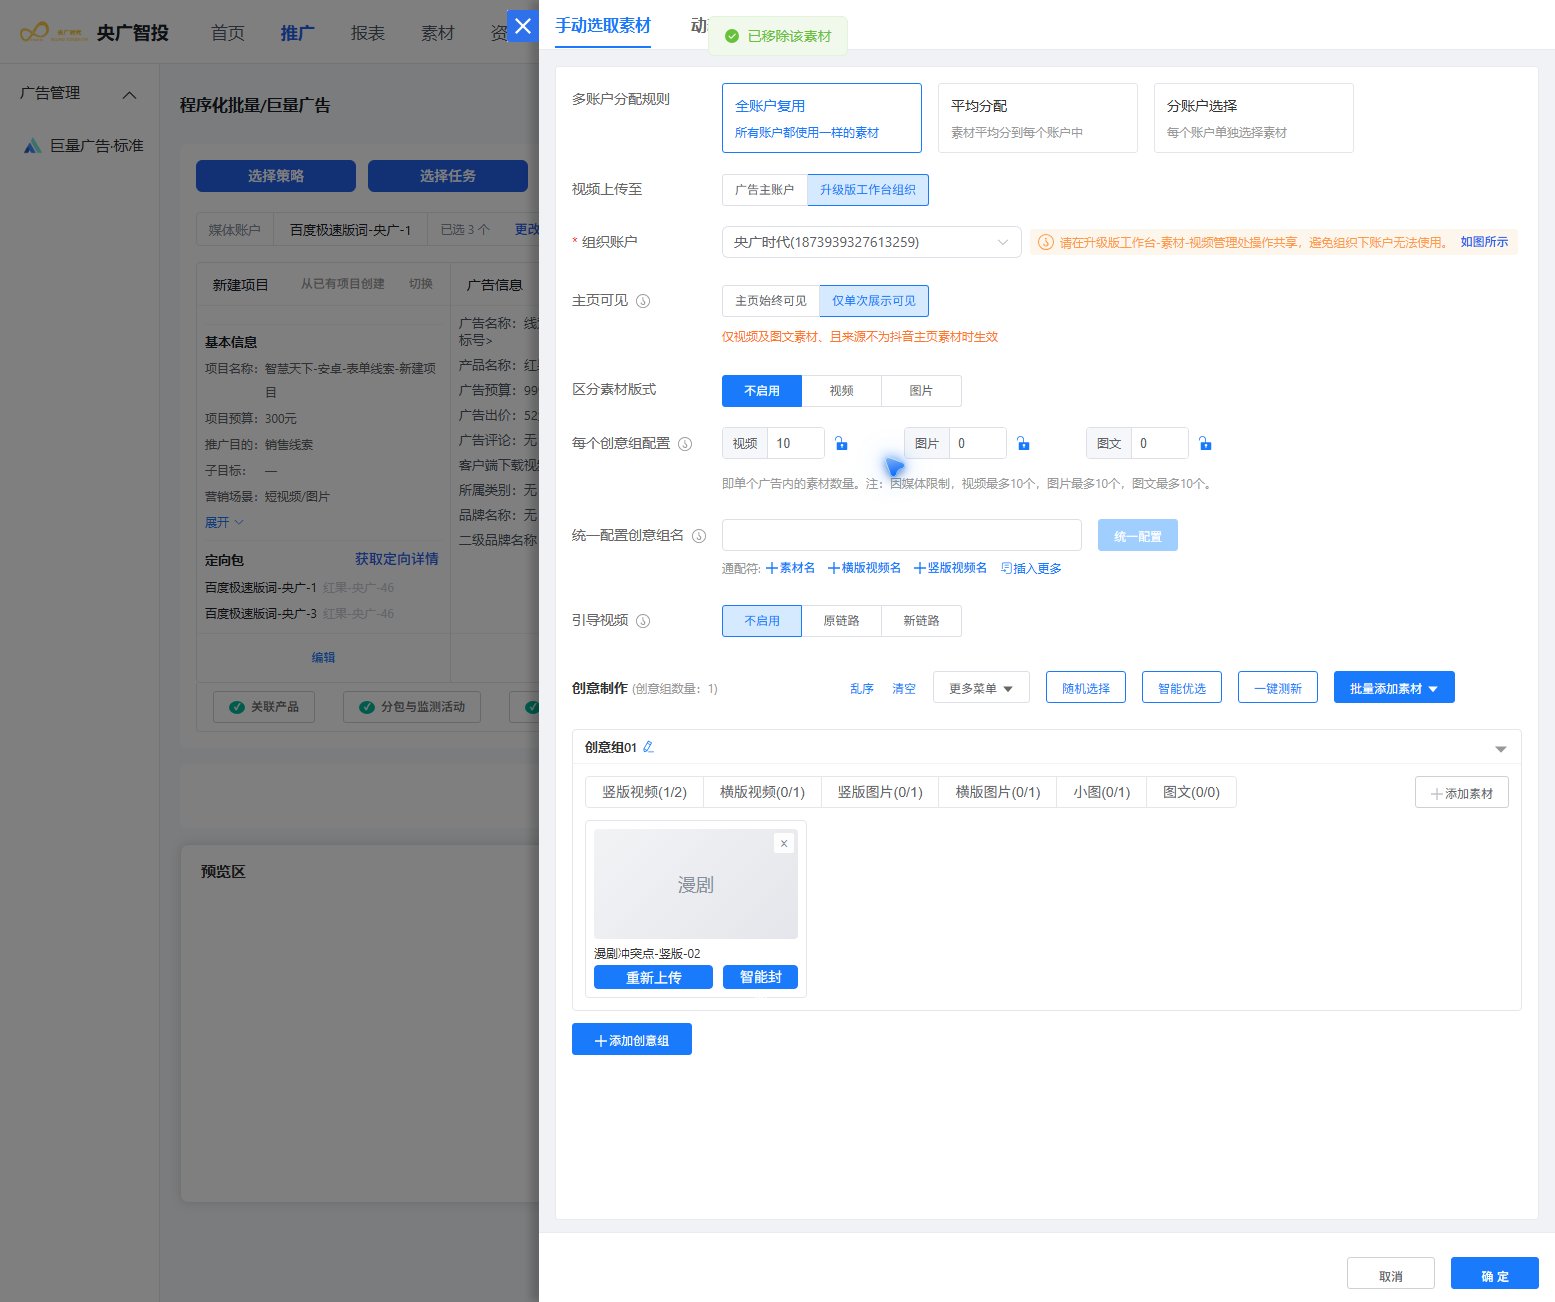 央广智投
首页
推广
报表
素材
资
手动选取素材
动
已移除该素材
广告管理
巨量广告·标准
程序化批量/巨量广告
选择策略
选择任务
媒体账户
百度极速版词-央广-1
已选 3 个
更改
新建项目
从已有项目创建
切换
广告信息
基本信息
项目名称：
智慧天下-安卓-表单线索-新建项
目
项目预算：
300元
推广目的：
销售线索
子目标：
—
营销场景：
短视频/图片
展开
定向包
获取定向详情
百度极速版词-央广-1 红果-央广-46
百度极速版词-央广-3 红果-央广-46
编辑
广告名称：
标号>
产品名称：红
广告预算：99
广告出价：52
广告评论：无
客户端下载视
所属类别：无
品牌名称：无
二级品牌名称
关联产品
分包与监测活动
预览区
多账户分配规则
全账户复用
所有账户都使用一样的素材
平均分配
素材平均分到每个账户中
分账户选择
每个账户单独选择素材
视频上传至
广告主账户
升级版工作台组织
* 组织账户
央广时代(1873939327613259)
请在升级版工作台-素材-视频管理处操作共享，避免组织下账户无法使用。
如图所示
主页可见
主页始终可见
仅单次展示可见
仅视频及图文素材、且来源不为抖音主页素材时生效
区分素材版式
不启用
视频
图片
每个创意组配置
视频
10
图片
0
图文
0
即单个广告内的素材数量。注：因媒体限制，视频最多10个，图片最多10个，图文最多10个。
统一配置创意组名
统一配置
通配符:
素材名
横版视频名
竖版视频名
插入更多
引导视频
不启用
原链路
新链路
创意制作
(创意组数量：1)
乱序
清空
更多菜单
随机选择
智能优选
一键测新
批量添加素材
创意组01
竖版视频(1/2)
横版视频(0/1)
竖版图片(0/1)
横版图片(0/1)
小图(0/1)
图文(0/0)
添加素材
漫剧
漫剧冲突点-竖版-02
重新上传
智能封
添加创意组
取消
确 定